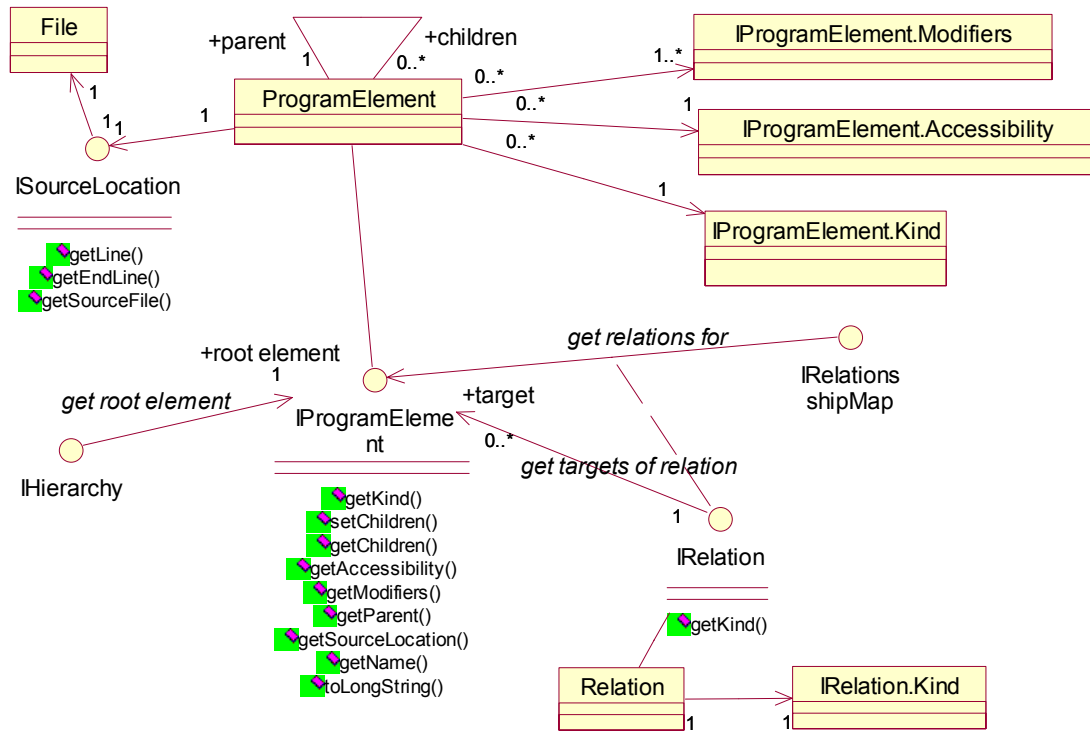 File
+parent
+children
1
0..*
ProgramElement
IProgramElement.Modifiers
1..*
0..*
0..*
1
IProgramElement.Accessibility
0..*
1
IProgramElement.Kind
1
1
1
1
ISourceLocation
getLine()
getEndLine()
getSourceFile()
+root element
1
get root element
IHierarchy
get relations for
IRelations
shipMap
+target
0..*
get targets of relation
1
IProgramEleme
nt
getKind()
setChildren()
getChildren()
getAccessibility()
getModifiers()
getParent()
getSourceLocation()
getName()
toLongString()
IRelation
getKind()
Relation
1
1
IRelation.Kind